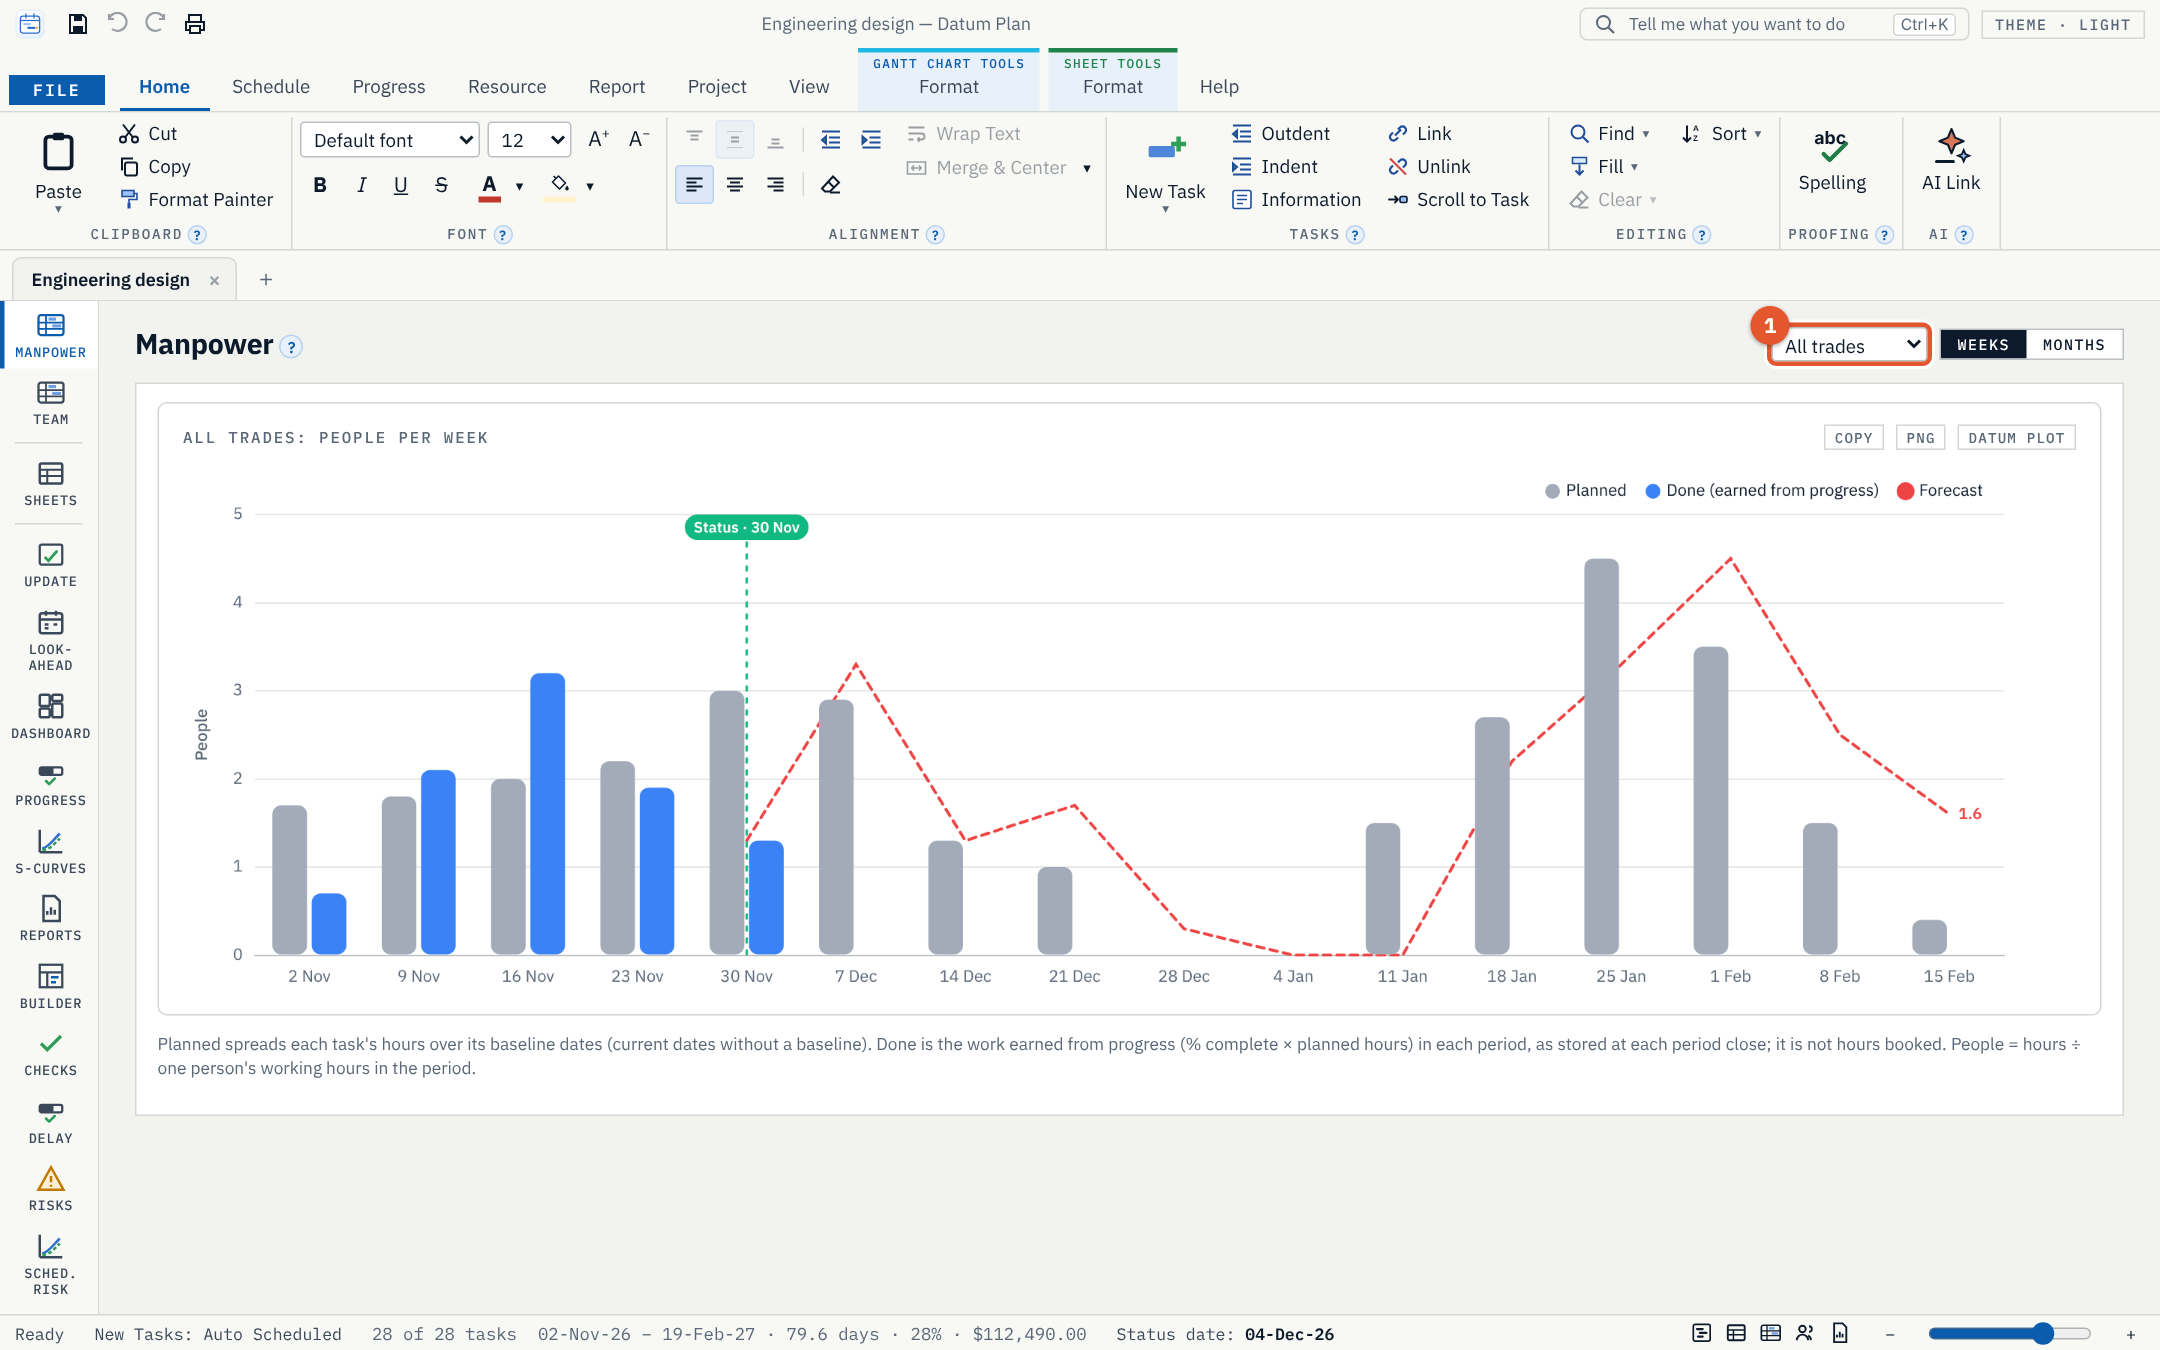 Engineering design — Datum Plan
Tell me what you want to do
Ctrl+K
THEME · LIGHT
GANTT CHART TOOLS
SHEET TOOLS
FILE
Home
Schedule
Progress
Resource
Report
Project
View
Format
Format
Help
Paste
Cut
Copy
Format Painter
CLIPBOARD ?
Default font
12
A+
A−
B
I
U
S
A
FONT ?
Wrap Text
Merge & Center
ALIGNMENT ?
New Task
Outdent
Indent
Information
Link
Unlink
Scroll to Task
TASKS ?
Find
Sort
Fill
Clear
EDITING ?
abc
Spelling
PROOFING ?
AI Link
AI ?
Engineering design ×
+
MANPOWER
TEAM
SHEETS
UPDATE
LOOK-
AHEAD
DASHBOARD
PROGRESS
S-CURVES
REPORTS
BUILDER
CHECKS
DELAY
RISKS
SCHED.
RISK
Manpower ?
1
All trades
WEEKS
MONTHS
ALL TRADES: PEOPLE PER WEEK
COPY
PNG
DATUM PLOT
Planned
Done (earned from progress)
Forecast
Status · 30 Nov
People
5
4
3
2
1
0
1.6
2 Nov
9 Nov
16 Nov
23 Nov
30 Nov
7 Dec
14 Dec
21 Dec
28 Dec
4 Jan
11 Jan
18 Jan
25 Jan
1 Feb
8 Feb
15 Feb
Planned spreads each task's hours over its baseline dates (current dates without a baseline). Done is the work earned from progress (% complete × planned hours) in each period, as stored at each period close; it is not hours booked. People = hours ÷
one person's working hours in the period.
Ready
New Tasks: Auto Scheduled
28 of 28 tasks
02-Nov-26 – 19-Feb-27 · 79.6 days · 28% · $112,490.00
Status date: 04-Dec-26
−
+